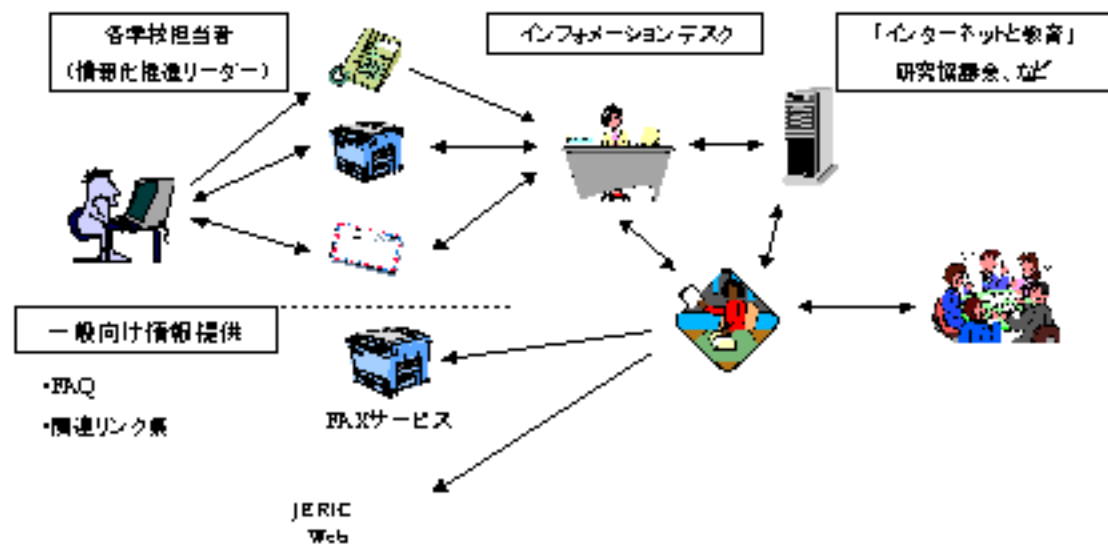 各学校担当者
(情報化推進リーダー)
インフォメーションデスク
「インターネットと教育」
研究協議会、など
一般向け情報提供
・FAQ
・関連リンク集
FAXサービス
JERIC
Web